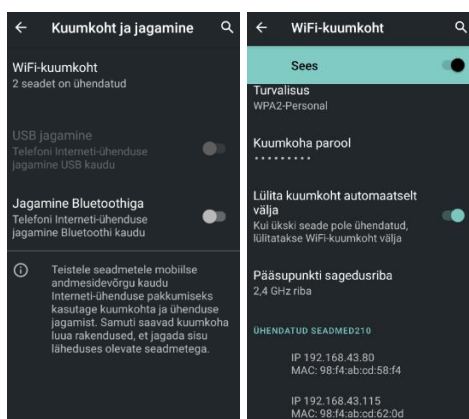 Kuumkoht ja jagamine
WiFi-kuumkoht
2 seadet on ühendatud
USB jagamine
Telefoni Interneti-ühenduse
jagamine USB kaudu
Jagamine Bluetoothiga
Telefoni Interneti-ühenduse
jagamine Bluetoothi kaudu
Teistele seadmetele mobiilse
andmesidevõrgu kaudu
Interneti-ühenduse pakkumiseks
kasutage kuumkohta ja ühenduse
jagamist. Samuti saavad kuumkoha
luua rakendused, et jagada sisu
läheduses olevate seadmetega.
WiFi-kuumkoht
Sees
Turvalisus
WPA2-Personal
Kuumkoha parool
•••••••••
Lülita kuumkoht automaatselt
välja
Kui ükski seade pole ühendatud,
lülitatakse WiFi-kuumkoht välja
Pääsupunkti sagedusriba
2,4 GHz riba
ÜHENDATUD SEADMED210
IP 192.168.43.80
MAC: 98:f4:ab:cd:58:f4
IP 192.168.43.115
MAC: 98:f4:ab:cd:62:0d